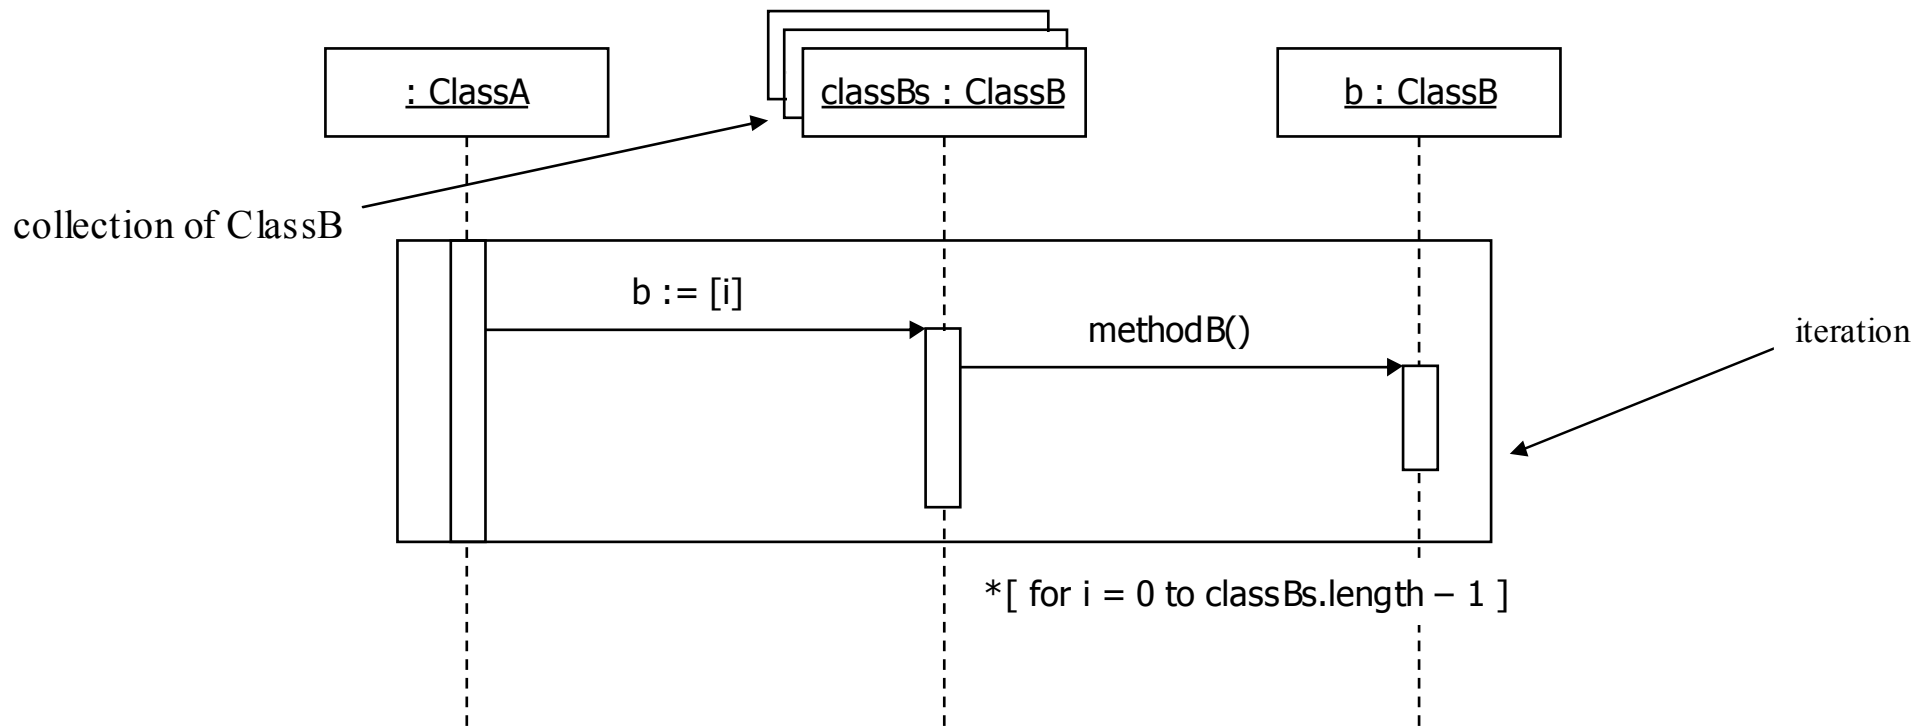 : ClassA
classBs : ClassB
b : ClassB
collection of ClassB
b := [i]
methodB()
iteration
*[ for i = 0 to classBs.length – 1 ]